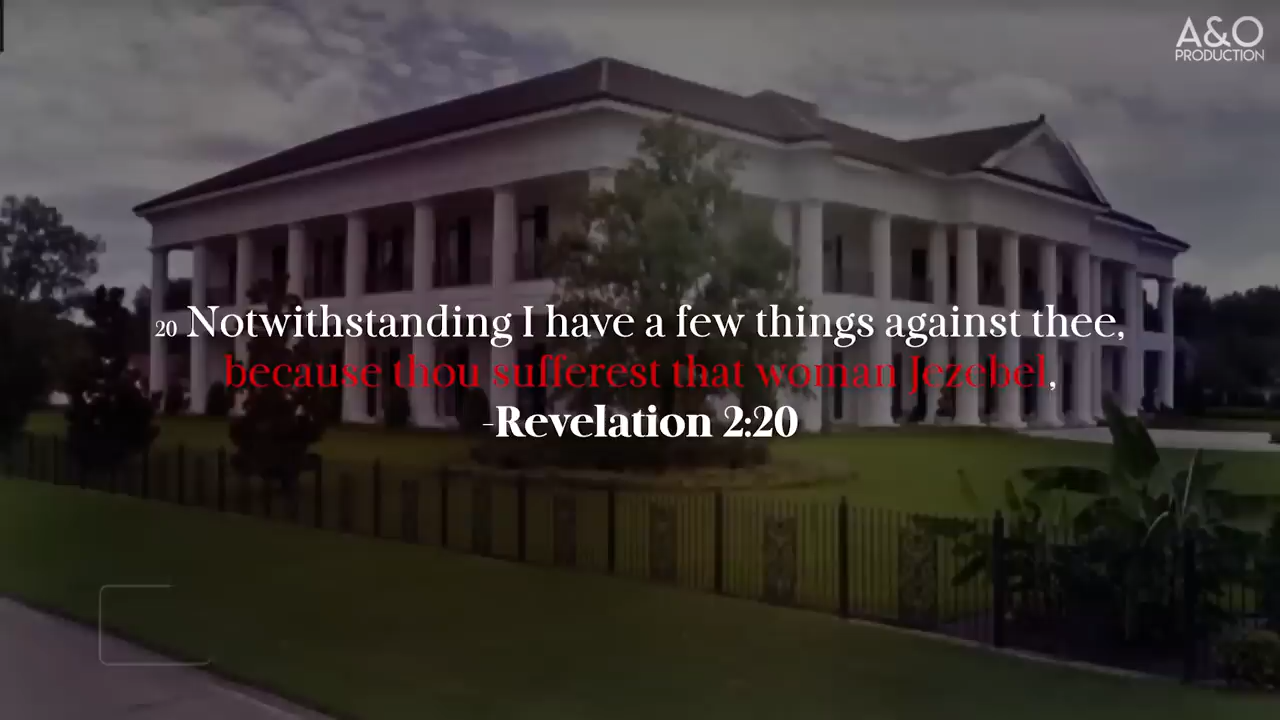 A&O
PRODUCTION
20 Notwithstanding I have a few things against thee,
because thou sufferest that woman Jezebel,
-Revelation 2:20